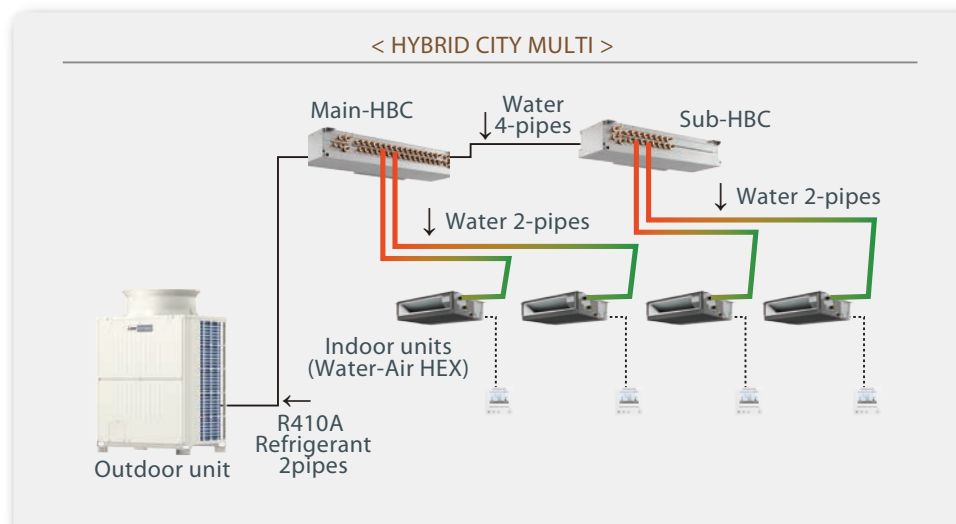 < HYBRID CITY MULTI >
Main-HBC
Water
4-pipes
Sub-HBC
Water 2-pipes
Water 2-pipes
Indoor units
(Water-Air HEX)
R410A
Refrigerant
2pipes
Outdoor unit